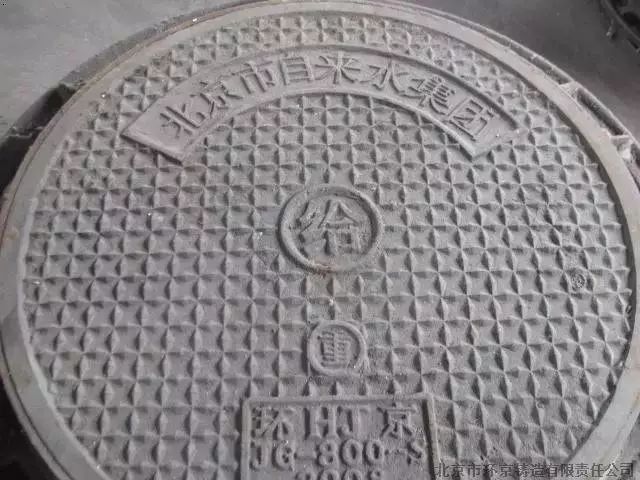 北京市自来水集团
给
重
环 HJ 京
JG-800-S
北京市环京铸造有限责任公司